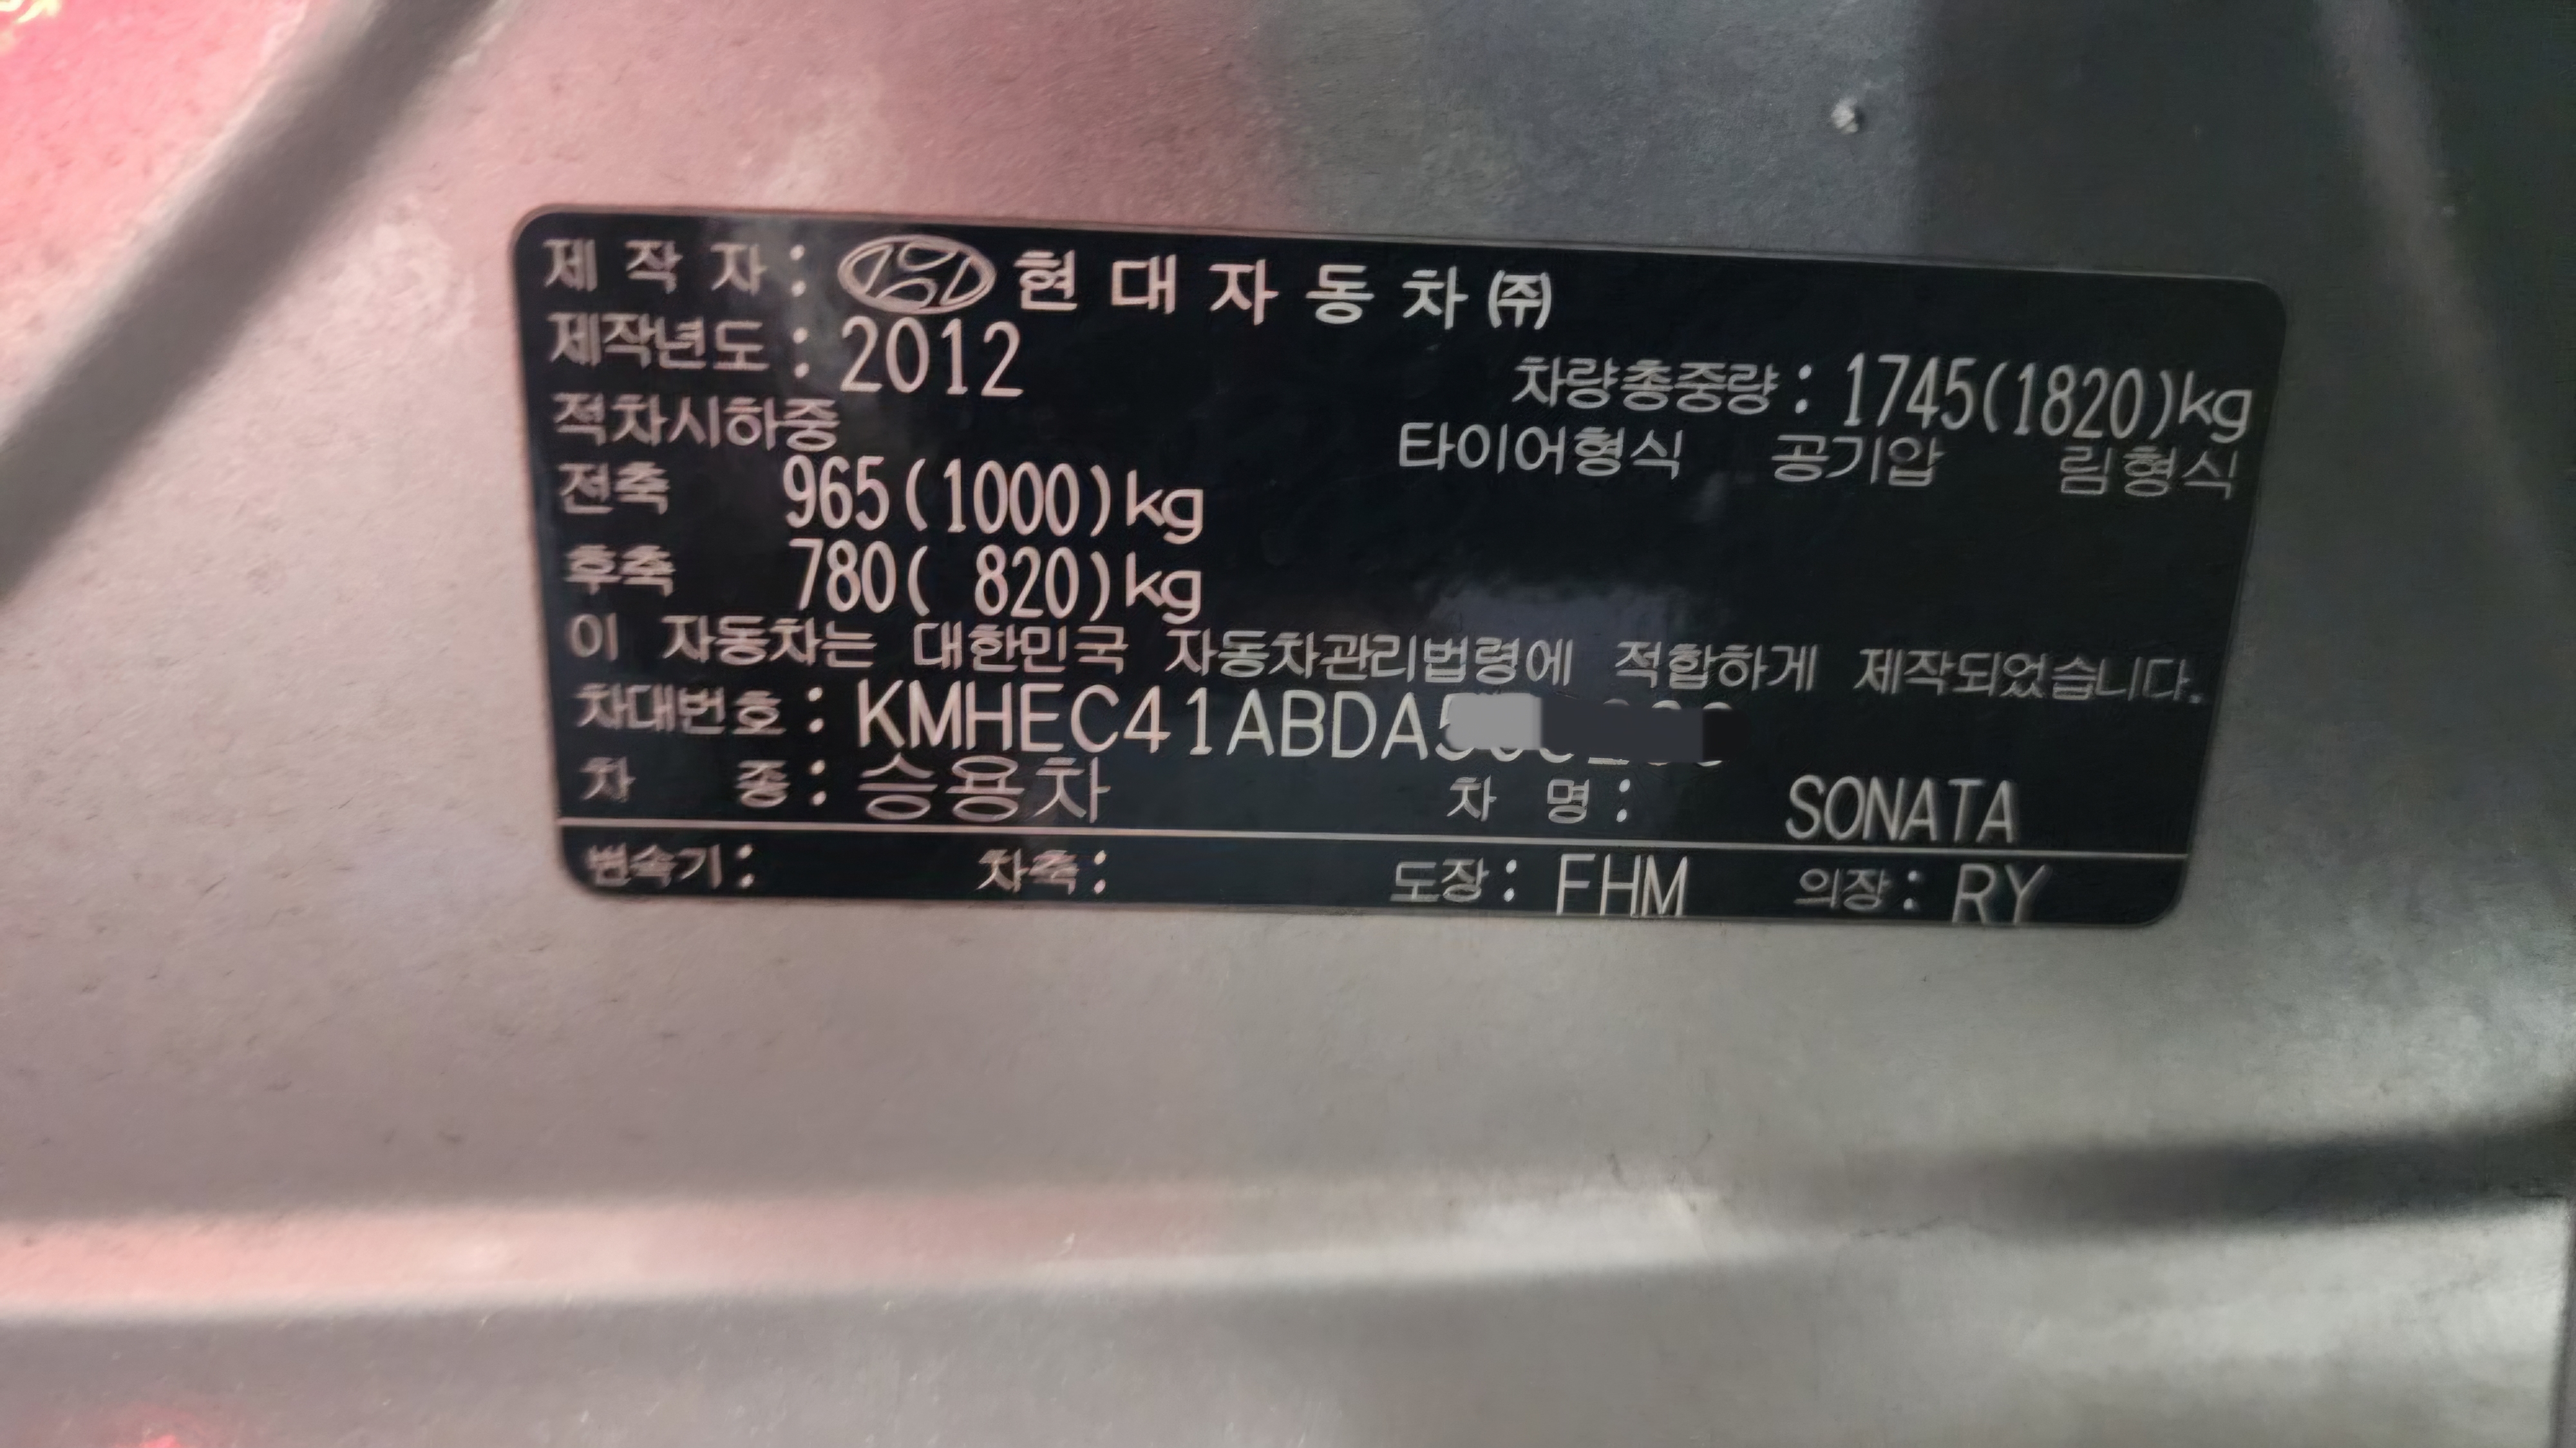 제 작 자 : 현 대 자 동 차 ㈜
제작년도 : 2012
차량총중량 : 1745(1820)kg
적차시하중
타이어형식 공기압 림형식
전축 965(1000)kg
후축 780( 820)kg
이 자동차는 대한민국 자동차관리법령에 적합하게 제작되었습니다.
차대번호 : KMHEC41ABDA
차 종 : 승용차 차 명 : SONATA
변속기 : 차축 : 도장 : FHM 의장 : RY